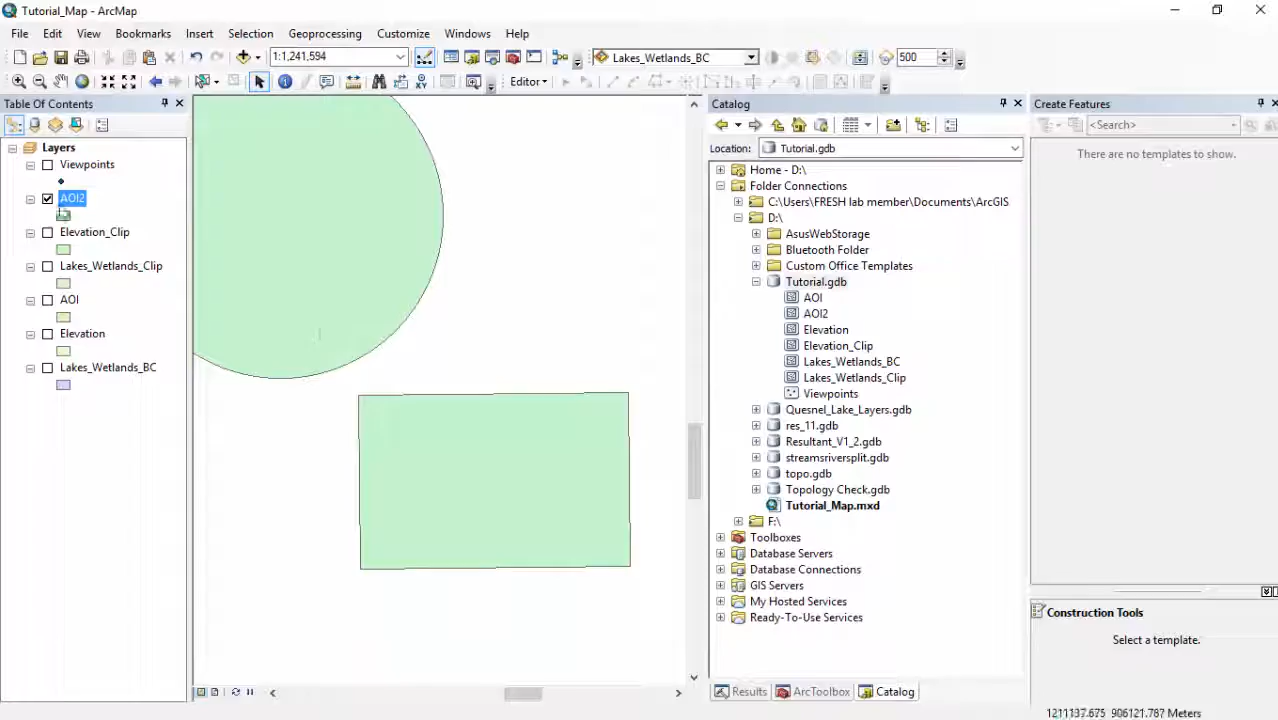 Tutorial_Map - ArcMap
File Edit View Bookmarks Insert Selection Geoprocessing Customize Windows Help
1:1,241,594
Lakes_Wetlands_BC
500
Editor
Table Of Contents
Layers
Viewpoints
AOI2
Elevation_Clip
Lakes_Wetlands_Clip
AOI
Elevation
Lakes_Wetlands_BC
Catalog
Location: Tutorial.gdb
Home - D:\
Folder Connections
C:\Users\FRESH lab member\Documents\ArcGIS
D:\
AsusWebStorage
Bluetooth Folder
Custom Office Templates
Tutorial.gdb
AOI
AOI2
Elevation
Elevation_Clip
Lakes_Wetlands_BC
Lakes_Wetlands_Clip
Viewpoints
Quesnel_Lake_Layers.gdb
res_11.gdb
Resultant_V1_2.gdb
streamsriversplit.gdb
topo.gdb
Topology Check.gdb
Tutorial_Map.mxd
F:\
Toolboxes
Database Servers
Database Connections
GIS Servers
My Hosted Services
Ready-To-Use Services
Results ArcToolbox Catalog
Create Features
<Search>
There are no templates to show.
Construction Tools
Select a template.
1211137.675 906121.787 Meters